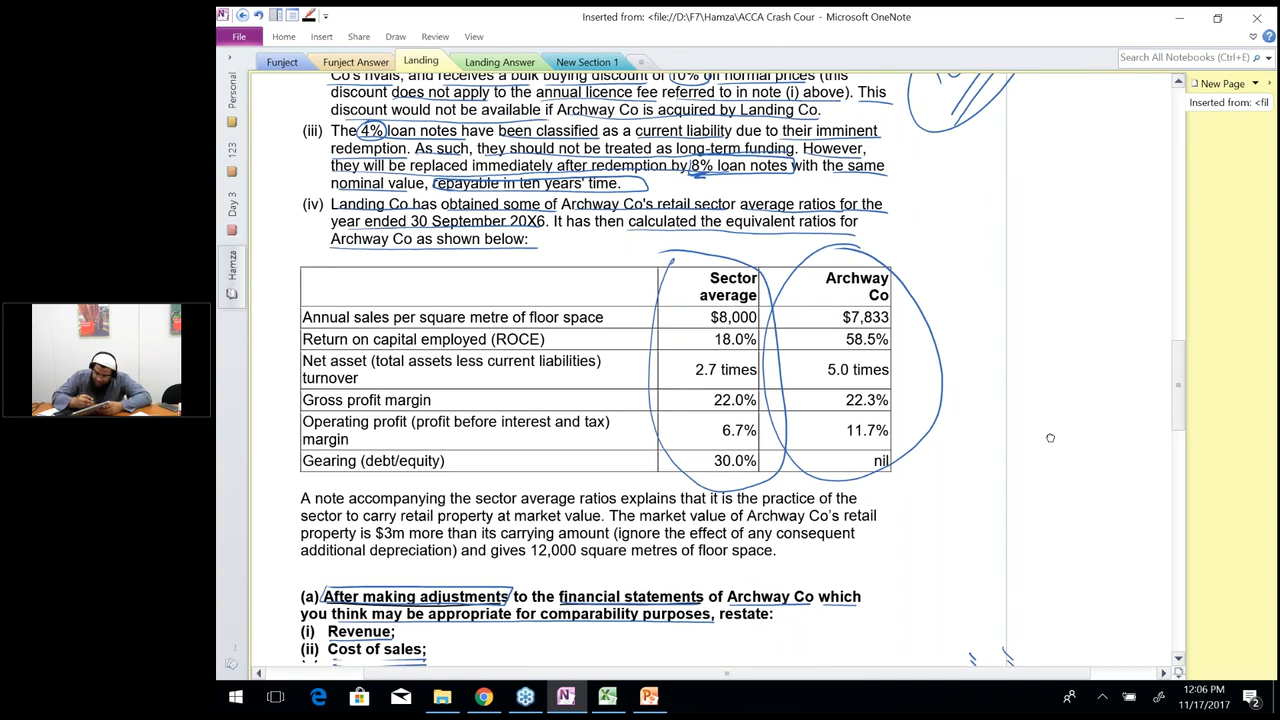 Inserted from: <file://D:\F7\Hamza\ACCA Crash Cour - Microsoft OneNote
File Home Insert Share Draw History Review View
Funject Funject Answer Landing Landing Answer New Section 1
Search All Notebooks (Ctrl+E)
New Page
Inserted from: <fil
Personal
123
Day 3
Hamza
Co's rivals, and receives a bulk buying discount of 10% on normal prices (this
discount does not apply to the annual licence fee referred to in note (i) above). This
discount would not be available if Archway Co is acquired by Landing Co.
(iii) The 4% loan notes have been classified as a current liability due to their imminent
redemption. As such, they should not be treated as long-term funding. However,
they will be replaced immediately after redemption by 8% loan notes with the same
nominal value, repayable in ten years' time.
(iv) Landing Co has obtained some of Archway Co's retail sector average ratios for the
year ended 30 September 20X6. It has then calculated the equivalent ratios for
Archway Co as shown below:
Sector average Archway Co
Annual sales per square metre of floor space $8,000 $7,833
Return on capital employed (ROCE) 18.0% 58.5%
Net asset (total assets less current liabilities) turnover 2.7 times 5.0 times
Gross profit margin 22.0% 22.3%
Operating profit (profit before interest and tax) margin 6.7% 11.7%
Gearing (debt/equity) 30.0% nil
A note accompanying the sector average ratios explains that it is the practice of the
sector to carry retail property at market value. The market value of Archway Co's retail
property is $3m more than its carrying amount (ignore the effect of any consequent
additional depreciation) and gives 12,000 square metres of floor space.
(a) After making adjustments to the financial statements of Archway Co which
you think may be appropriate for comparability purposes, restate:
(i) Revenue;
(ii) Cost of sales;
12:06 PM
11/17/2017
2